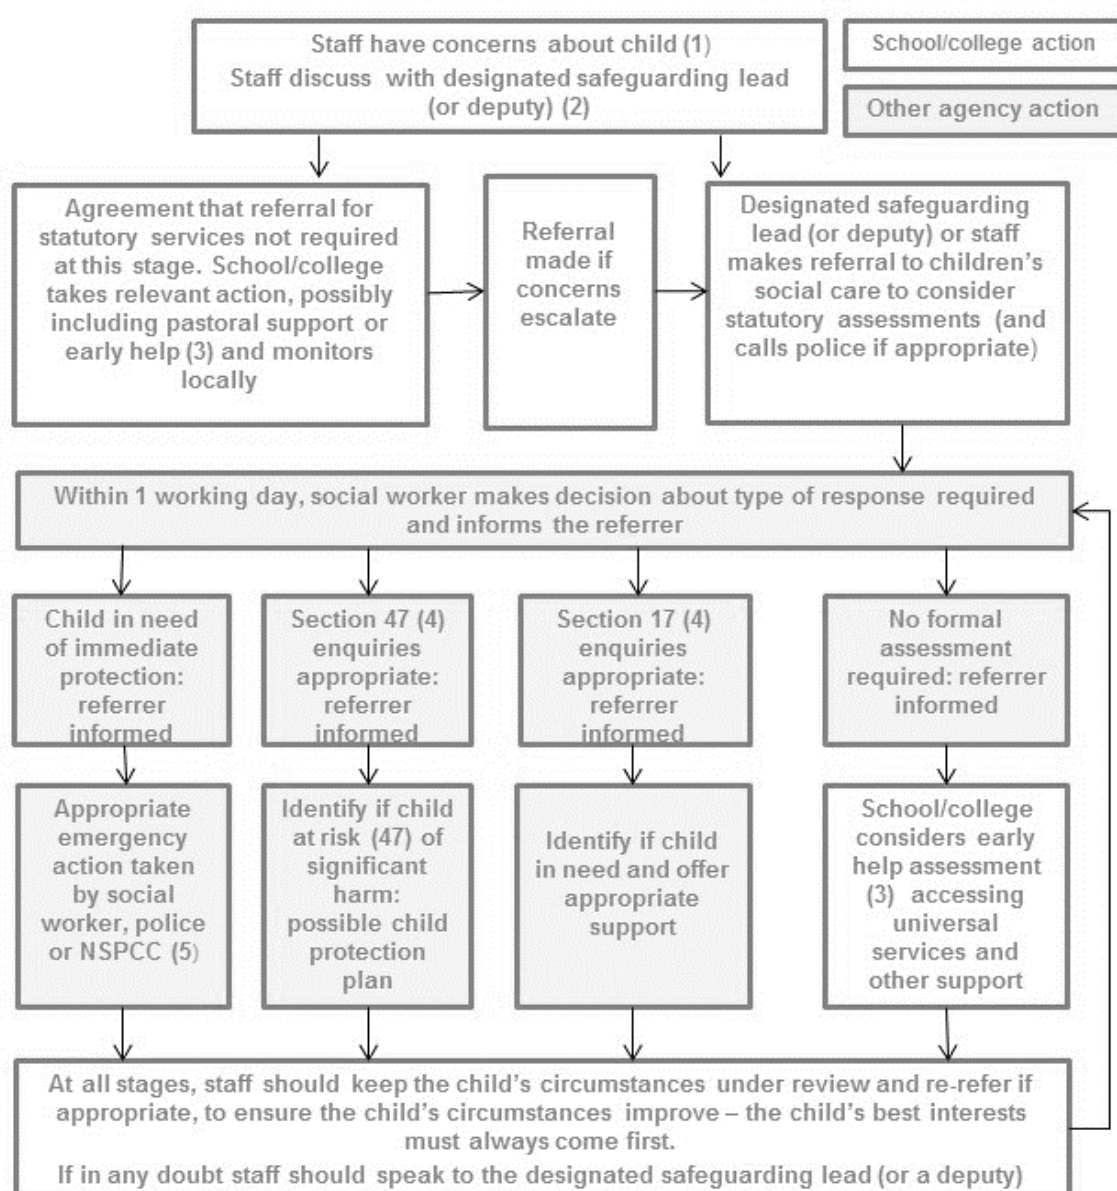 Staff have concerns about child (1)
Staff discuss with designated safeguarding lead
(or deputy) (2)
School/college action
Other agency action
Agreement that referral for
statutory services not required
at this stage. School/college
takes relevant action, possibly
including pastoral support or
early help (3) and monitors
locally
Referral
made if
concerns
escalate
Designated safeguarding
lead (or deputy) or staff
makes referral to children’s
social care to consider
statutory assessments (and
calls police if appropriate)
Within 1 working day, social worker makes decision about type of response required
and informs the referrer
Child in need
of immediate
protection:
referrer
informed
Section 47 (4)
enquiries
appropriate:
referrer
informed
Section 17 (4)
enquiries
appropriate:
referrer
informed
No formal
assessment
required: referrer
informed
Appropriate
emergency
action taken
by social
worker, police
or NSPCC (5)
Identify if child
at risk (47) of
significant
harm:
possible child
protection
plan
Identify if child
in need and offer
appropriate
support
School/college
considers early
help assessment
(3) accessing
universal
services and
other support
At all stages, staff should keep the child’s circumstances under review and re-refer if
appropriate, to ensure the child’s circumstances improve – the child’s best interests
must always come first.
If in any doubt staff should speak to the designated safeguarding lead (or a deputy)